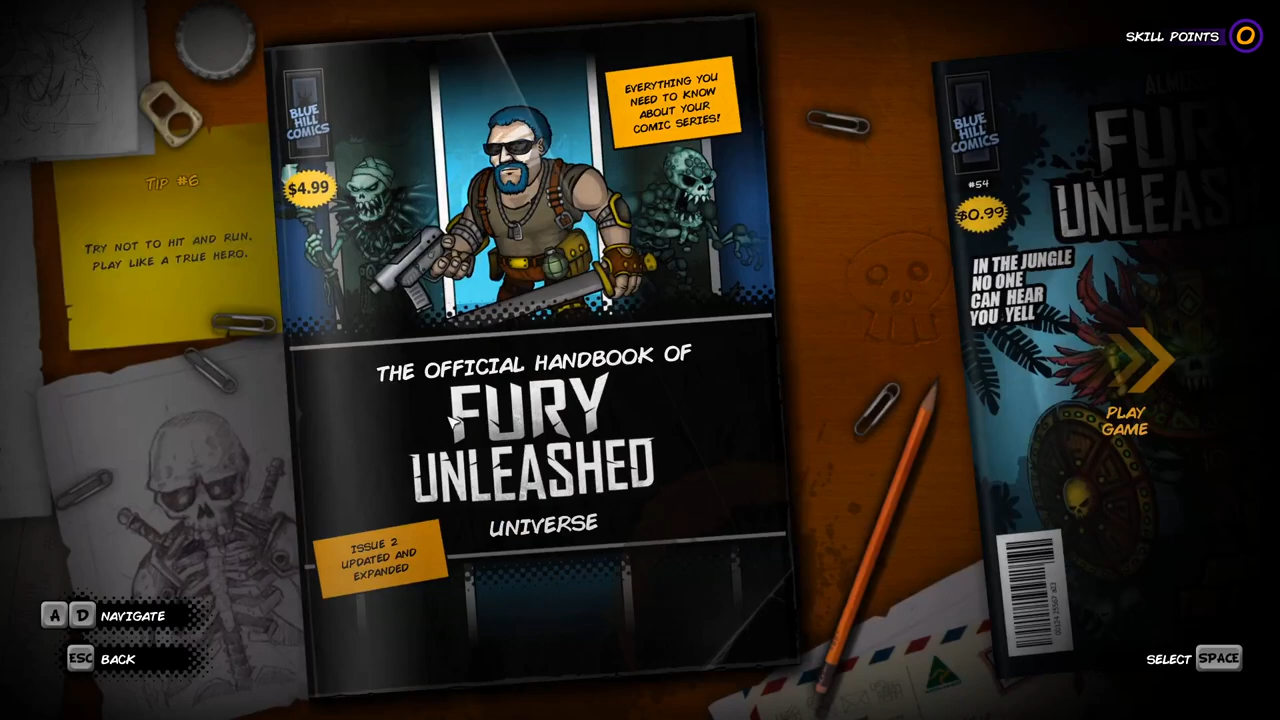 SKILL POINTS 0
BLUE
HILL
COMICS
$4.99
EVERYTHING YOU
NEED TO KNOW
ABOUT YOUR
COMIC SERIES!
TIP #6
TRY NOT TO HIT AND RUN.
PLAY LIKE A TRUE HERO.
THE OFFICIAL HANDBOOK OF
FURY
UNLEASHED
UNIVERSE
ISSUE 2
UPDATED AND
EXPANDED
BLUE
HILL
COMICS
#54
$0.99
FUR
UNLEAS
IN THE JUNGLE
NO ONE
CAN HEAR
YOU YELL
PLAY
GAME
A D NAVIGATE
ESC BACK
SELECT SPACE